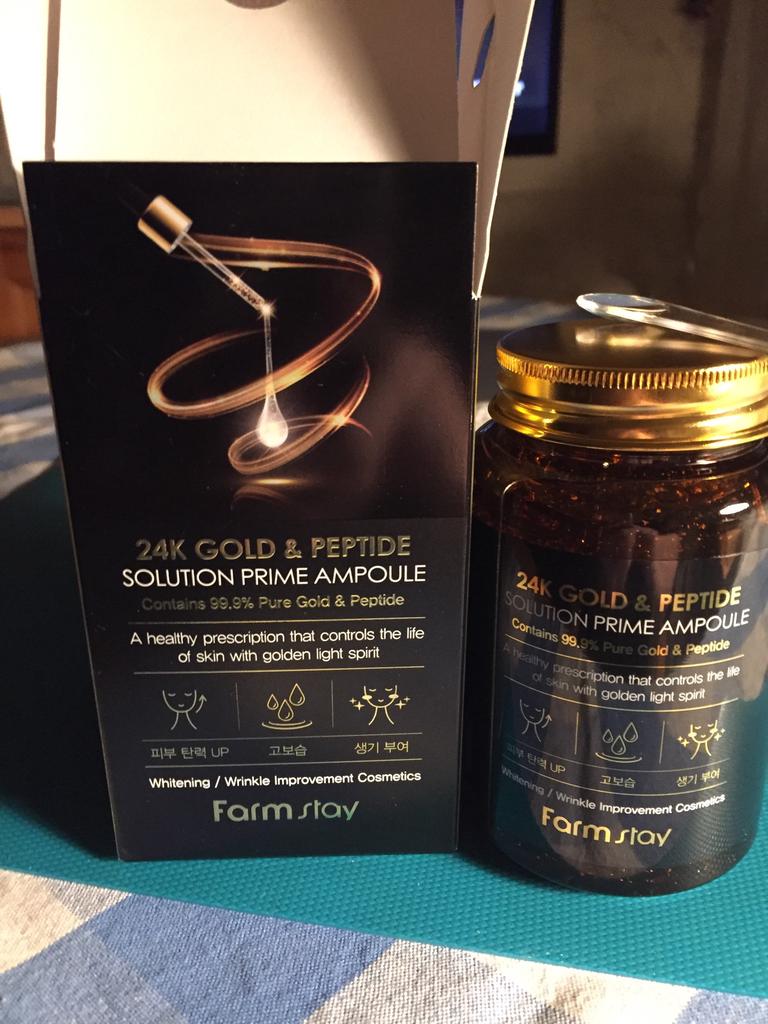 24K GOLD & PEPTIDE
SOLUTION PRIME AMPOULE
Contains 99.9% Pure Gold & Peptide
A healthy prescription that controls the life
of skin with golden light spirit
피부 탄력 UP
고보습
생기 부여
Whitening / Wrinkle Improvement Cosmetics
Farmstay
24K GOLD & PEPTIDE
SOLUTION PRIME AMPOULE
Contains 99.9% Pure Gold & Peptide
A healthy prescription that controls the life
of skin with golden light spirit
피부 탄력 UP
고보습
생기 부여
Whitening / Wrinkle Improvement Cosmetics
Farmstay